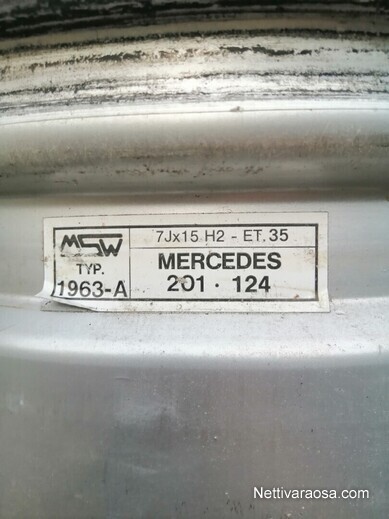 MSW
TYP.
1963-A
7Jx15 H2 - ET.35
MERCEDES
201 · 124
Nettivaraosa.com